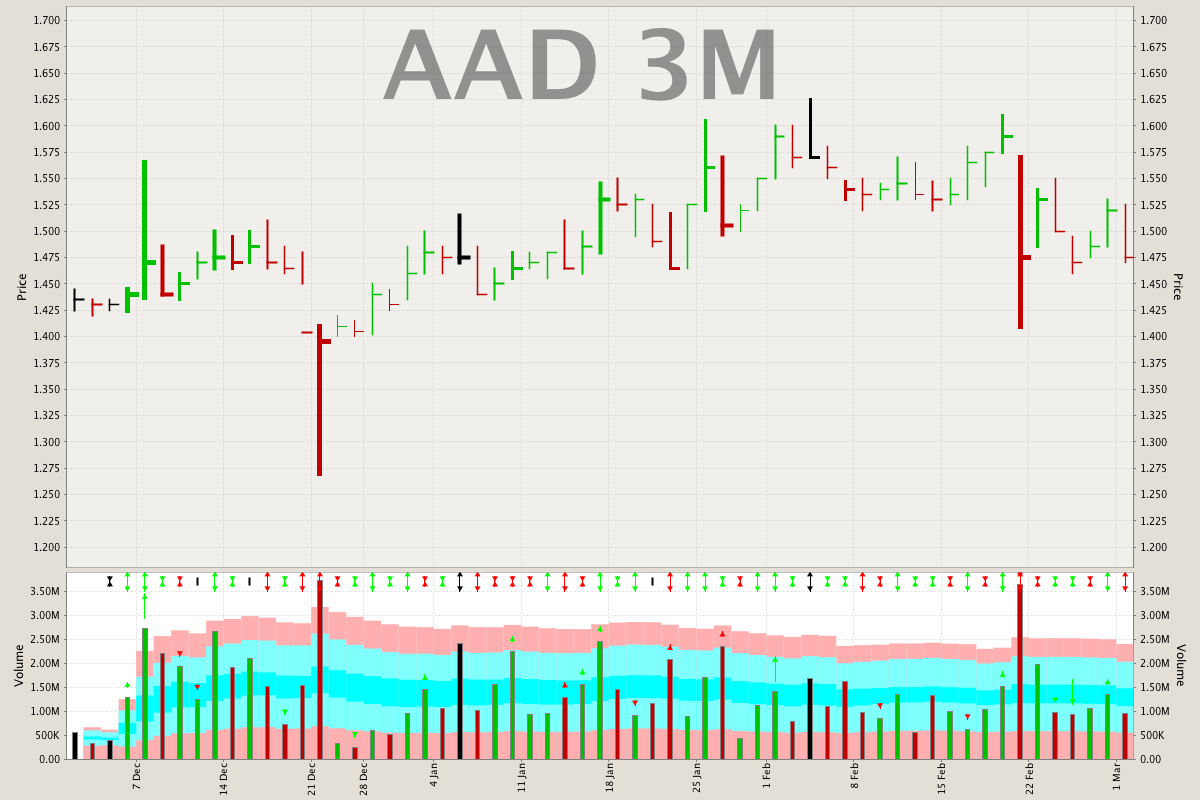 AAD 3M
1.700
1.675
1.650
1.625
1.600
1.575
1.550
1.525
1.500
1.475
1.450
1.425
1.400
1.375
1.350
1.325
1.300
1.275
1.250
1.225
1.200
Price
1.700
1.675
1.650
1.625
1.600
1.575
1.550
1.525
1.500
1.475
1.450
1.425
1.400
1.375
1.350
1.325
1.300
1.275
1.250
1.225
1.200
Price
3.50M
3.00M
2.50M
2.00M
1.50M
1.00M
500K
0.00
Volume
3.50M
3.00M
2.50M
2.00M
1.50M
1.00M
500K
0.00
Volume
7 Dec
14 Dec
21 Dec
28 Dec
4 Jan
11 Jan
18 Jan
25 Jan
1 Feb
8 Feb
15 Feb
22 Feb
1 Mar